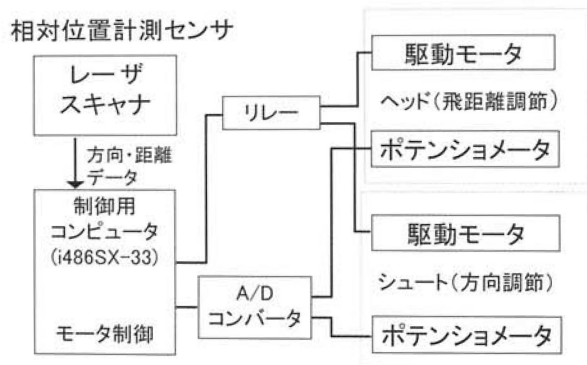 相対位置計測センサ
レーザ
スキャナ
方向・距離
データ
制御用
コンピュータ
(i486SX-33)
モータ制御
リレー
A/D
コンバータ
駆動モータ
ヘッド(飛距離調節)
ポテンショメータ
駆動モータ
シュート(方向調節)
ポテンショメータ